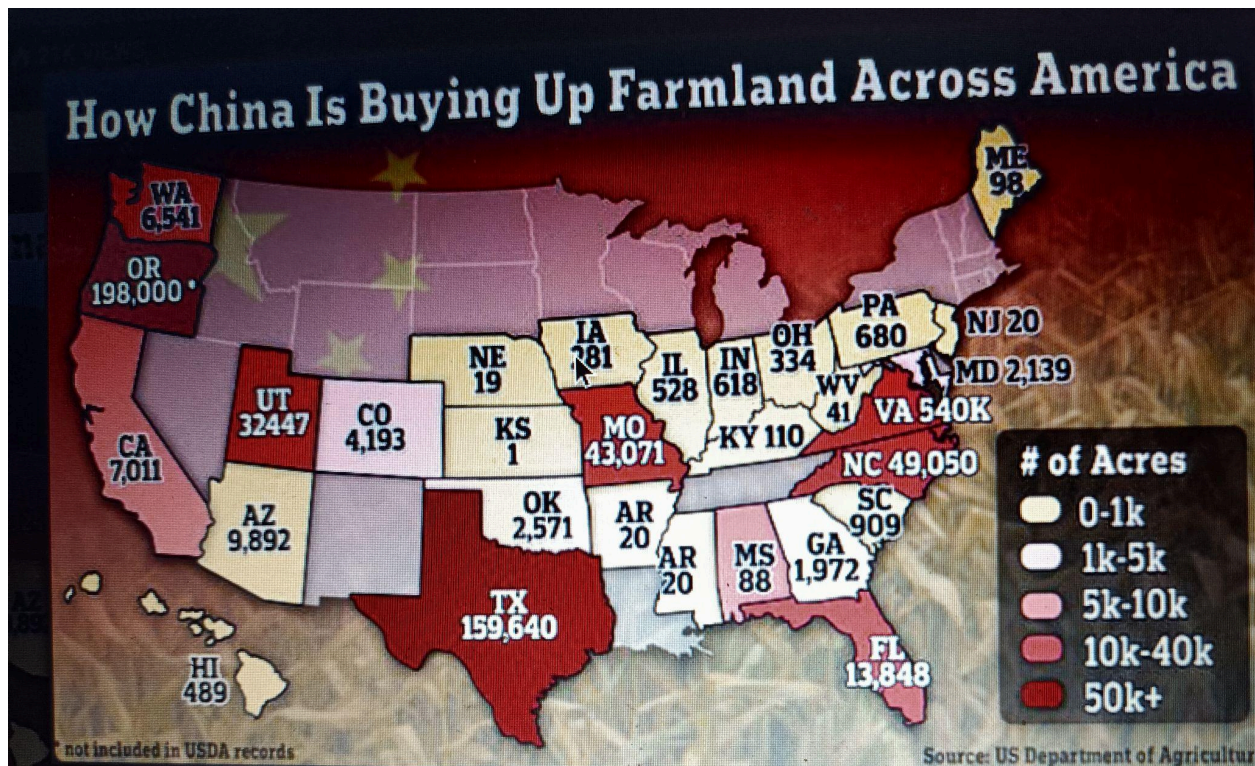 How China Is Buying Up Farmland Across America
ME
98
WA
6,541
OR
198,000 *
PA
680
NJ 20
IA
281
OH
334
NE
19
IL
528
IN
618
MD 2,139
WV
41
VA 540K
UT
32447
CO
4,193
KS
1
MO
43,071
KY 110
CA
7,011
NC 49,050
# of Acres
0-1k
1k-5k
5k-10k
10k-40k
50k+
AZ
9,892
OK
2,571
AR
20
SC
909
AR
20
MS
88
GA
1,972
TX
159,640
FL
13,848
HI
489
* not included in USDA records
Source: US Department of Agricultur